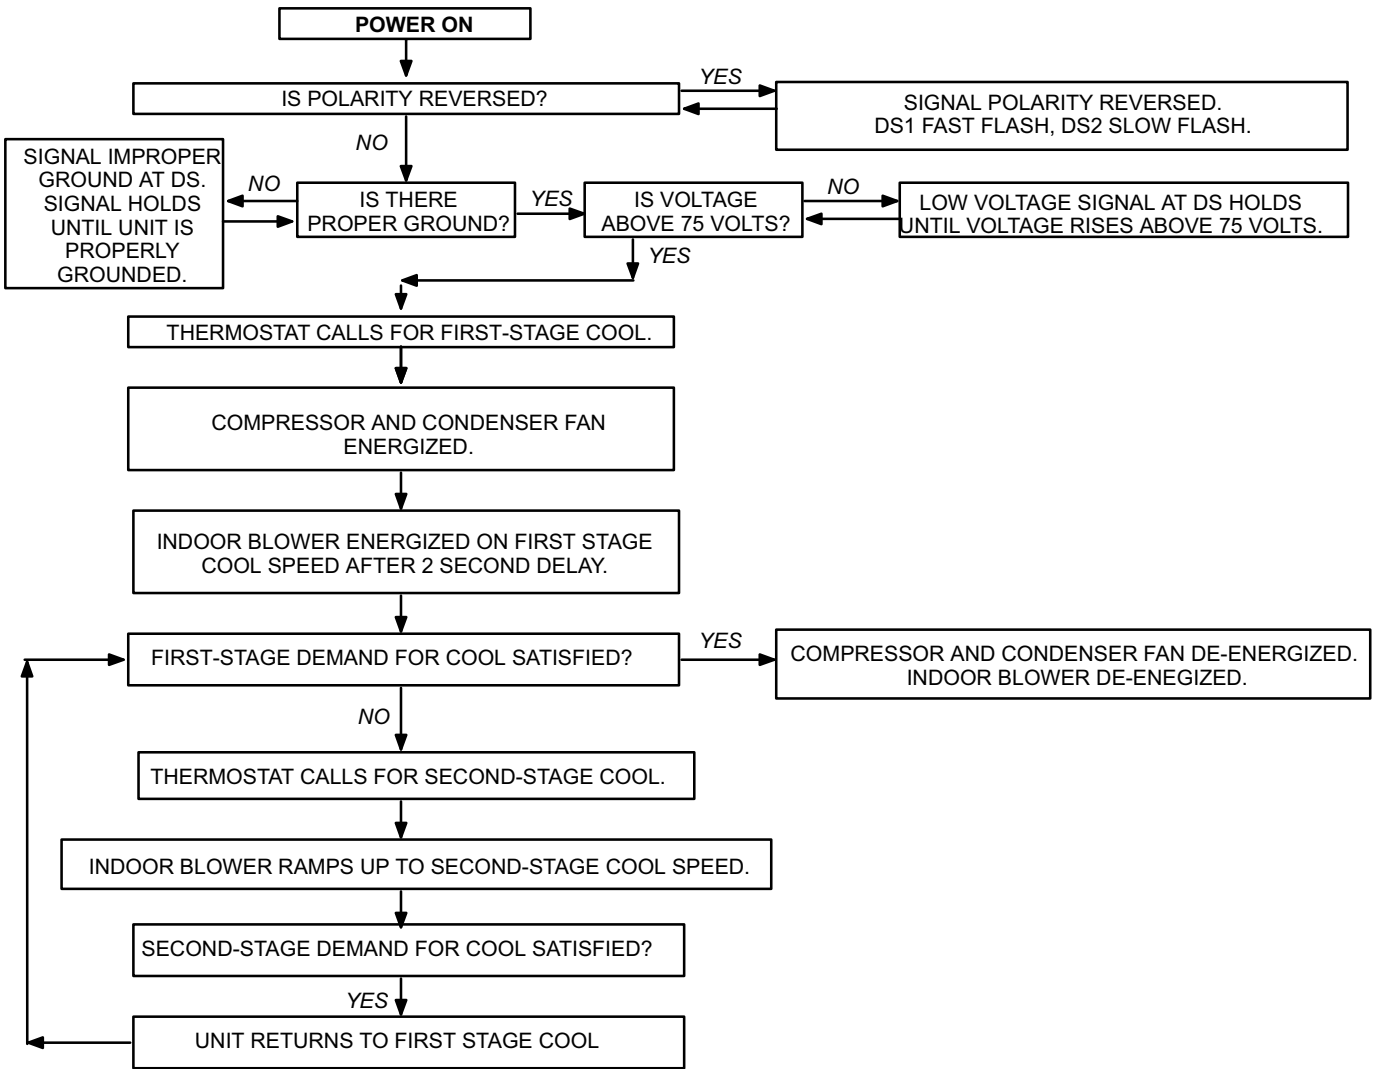 POWER ON
IS POLARITY REVERSED?
YES
SIGNAL POLARITY REVERSED.
DS1 FAST FLASH, DS2 SLOW FLASH.
NO
SIGNAL IMPROPER
GROUND AT DS.
SIGNAL HOLDS
UNTIL UNIT IS
PROPERLY
GROUNDED.
NO
IS THERE
PROPER GROUND?
YES
IS VOLTAGE
ABOVE 75 VOLTS?
NO
LOW VOLTAGE SIGNAL AT DS HOLDS
UNTIL VOLTAGE RISES ABOVE 75 VOLTS.
YES
THERMOSTAT CALLS FOR FIRST-STAGE COOL.
COMPRESSOR AND CONDENSER FAN
ENERGIZED.
INDOOR BLOWER ENERGIZED ON FIRST STAGE
COOL SPEED AFTER 2 SECOND DELAY.
FIRST-STAGE DEMAND FOR COOL SATISFIED?
YES
COMPRESSOR AND CONDENSER FAN DE-ENERGIZED.
INDOOR BLOWER DE-ENEGIZED.
NO
THERMOSTAT CALLS FOR SECOND-STAGE COOL.
INDOOR BLOWER RAMPS UP TO SECOND-STAGE COOL SPEED.
SECOND-STAGE DEMAND FOR COOL SATISFIED?
YES
UNIT RETURNS TO FIRST STAGE COOL